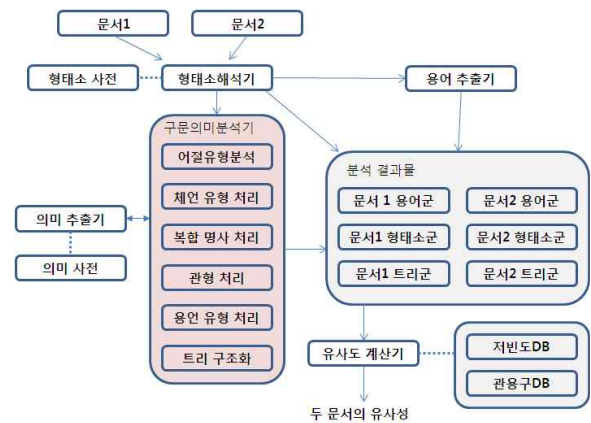 문서1
문서2
형태소 사전
형태소해석기
용어 추출기
구문의미분석기
어절유형분석
체언 유형 처리
복합 명사 처리
관형 처리
용언 유형 처리
트리 구조화
의미 추출기
의미 사전
분석 결과물
문서 1 용어군
문서2 용어군
문서1 형태소군
문서2 형태소군
문서1 트리군
문서2 트리군
유사도 계산기
저빈도DB
관용구DB
두 문서의 유사성